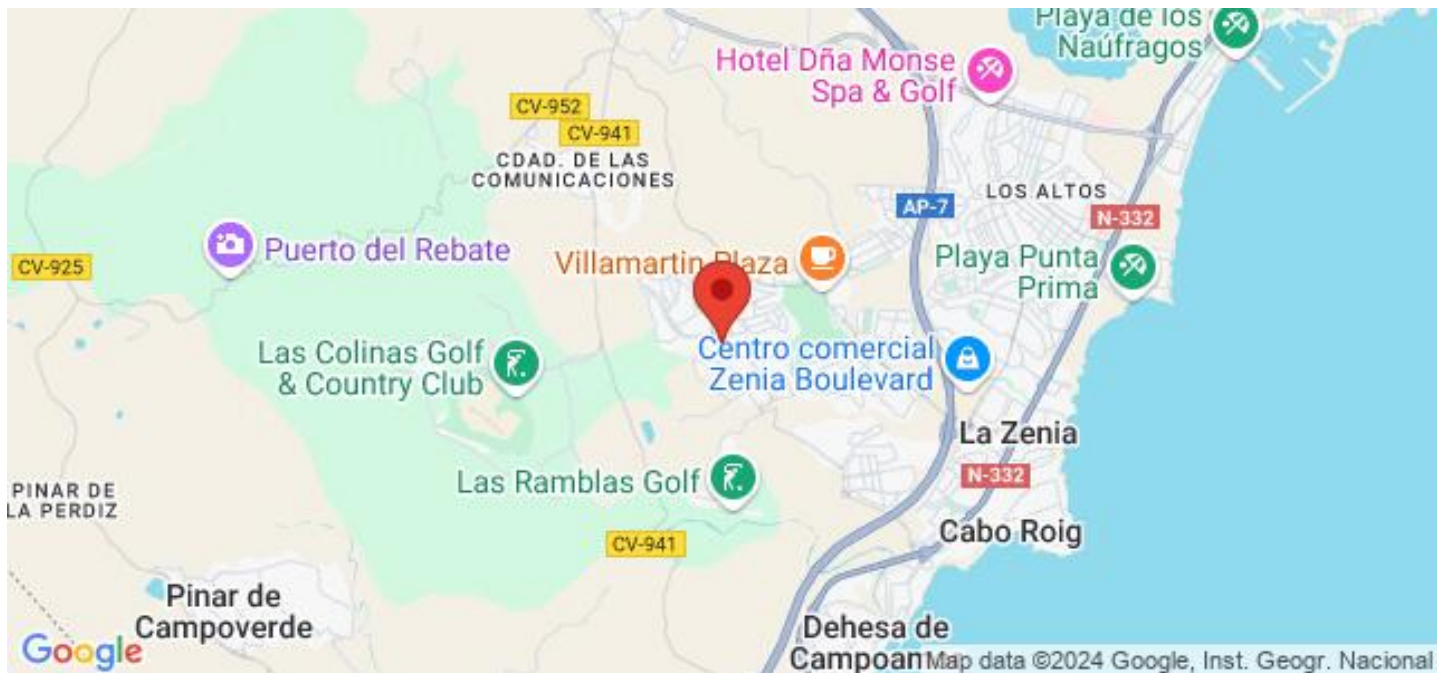 Playa de los
Naúfragos
Hotel Dña Monse
Spa & Golf
CV-952
CV-941
CDAD. DE LAS
COMUNICACIONES
LOS ALTOS
AP-7
N-332
Puerto del Rebate
CV-925
Villamartin Plaza
Playa Punta
Prima
Las Colinas Golf
& Country Club
Centro comercial
Zenia Boulevard
La Zenia
Las Ramblas Golf
N-332
PINAR DE
LA PERDIZ
Cabo Roig
CV-941
Pinar de
Campoverde
Dehesa de
Google
Map data ©2024 Google, Inst. Geogr. Nacional